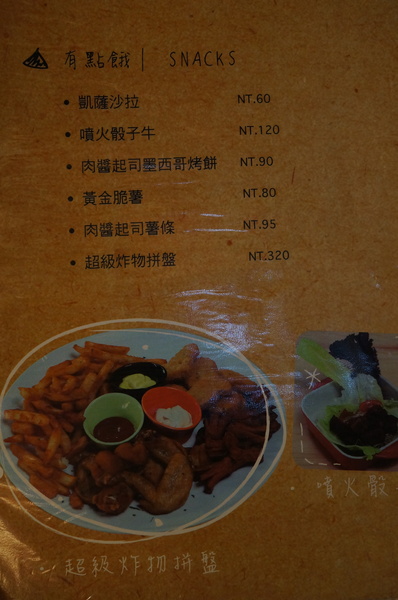 有點餓 | SNACKS
• 凱薩沙拉 NT.60
• 噴火骰子牛 NT.120
• 肉醬起司墨西哥烤餅 NT.90
• 黃金脆薯 NT.80
• 肉醬起司薯條 NT.95
• 超級炸物拼盤 NT.320
噴火骰
超級炸物拼盤